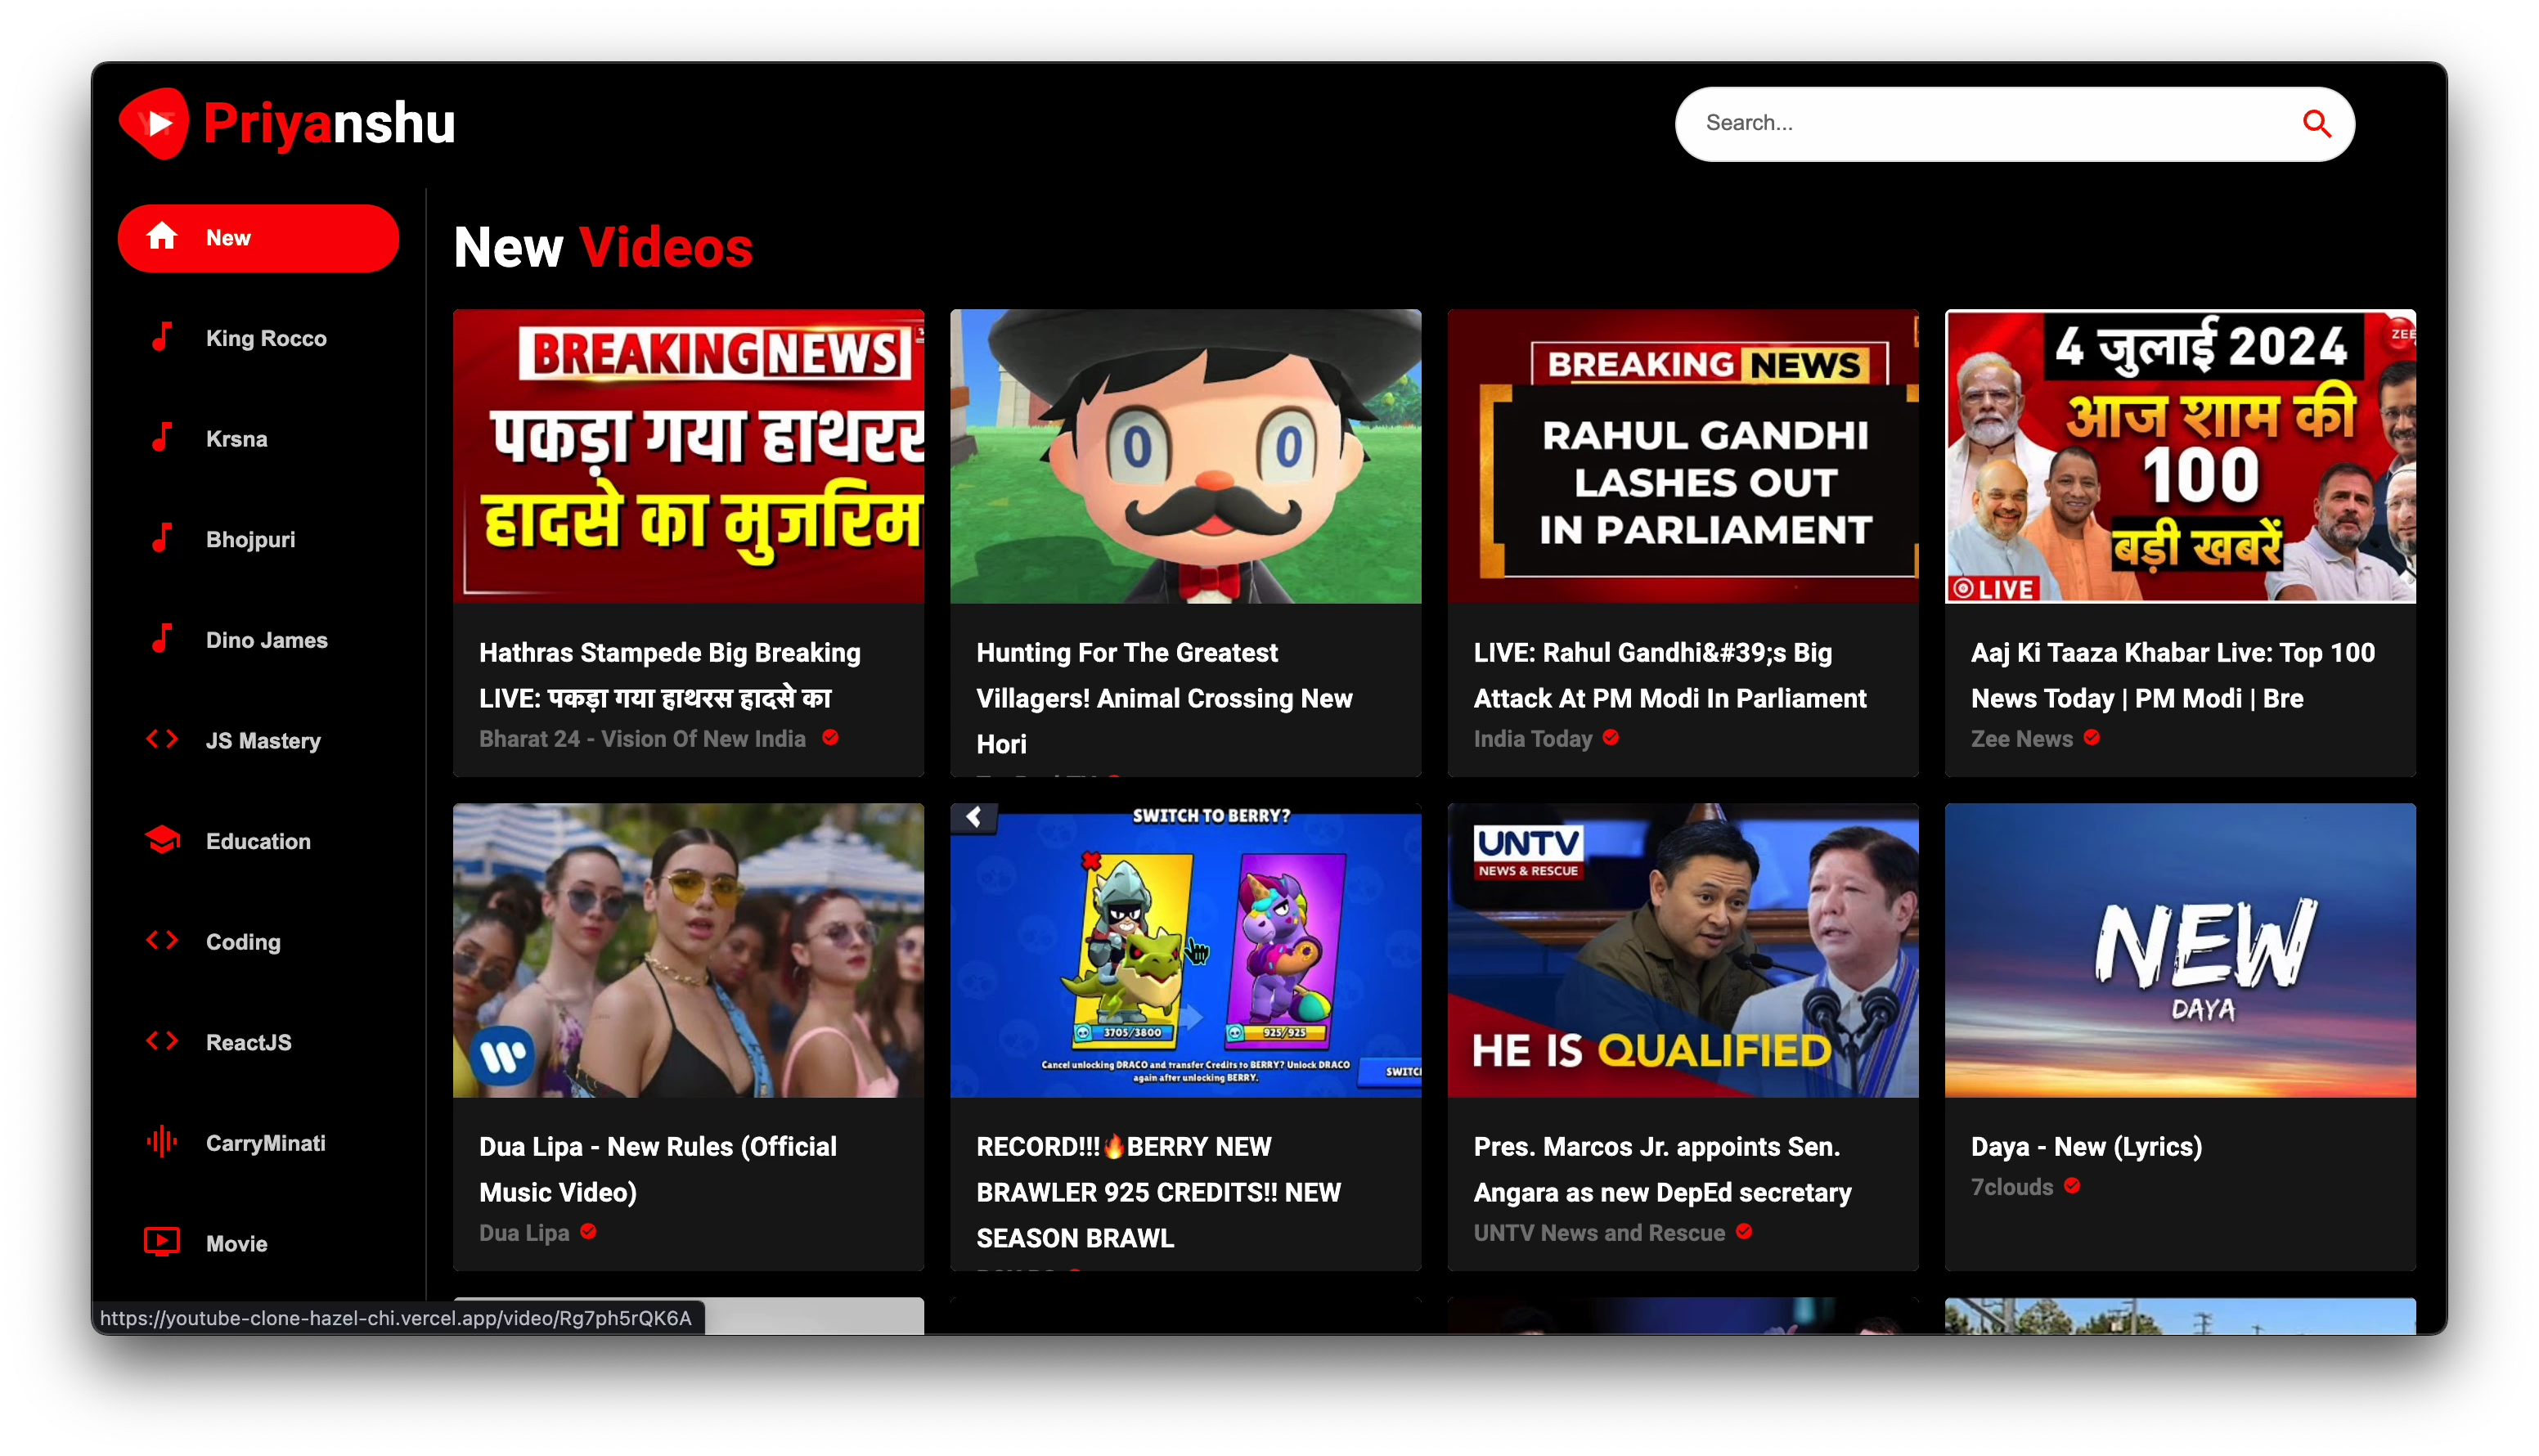 Priyanshu
Search...
New
King Rocco
Krsna
Bhojpuri
Dino James
JS Mastery
Education
Coding
ReactJS
CarryMinati
Movie
New Videos
BREAKING NEWS
पकड़ा गया हाथरस
हादसे का मुजरिम
Hathras Stampede Big Breaking
LIVE: पकड़ा गया हाथरस हादसे का
Bharat 24 - Vision Of New India
Hunting For The Greatest
Villagers! Animal Crossing New
Hori
BREAKING NEWS
RAHUL GANDHI
LASHES OUT
IN PARLIAMENT
LIVE: Rahul Gandhi&#39;s Big
Attack At PM Modi In Parliament
India Today
4 जुलाई 2024
ZEE
आज शाम की
100
बड़ी खबरें
LIVE
Aaj Ki Taaza Khabar Live: Top 100
News Today | PM Modi | Bre
Zee News
Dua Lipa - New Rules (Official
Music Video)
Dua Lipa
SWITCH TO BERRY?
3705/3800
925/925
Cancel unlocking DRACO and transfer Credits to BERRY? Unlock DRACO
again after unlocking BERRY.
SWITC
RECORD!!!🔥BERRY NEW
BRAWLER 925 CREDITS!! NEW
SEASON BRAWL
UNTV
NEWS & RESCUE
HE IS QUALIFIED
Pres. Marcos Jr. appoints Sen.
Angara as new DepEd secretary
UNTV News and Rescue
NEW
DAYA
Daya - New (Lyrics)
7clouds
https://youtube-clone-hazel-chi.vercel.app/video/Rg7ph5rQK6A